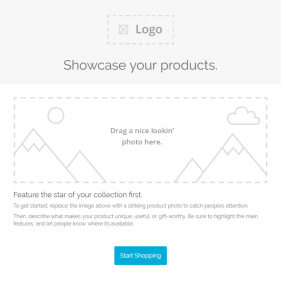 Logo
Showcase your products.
Drag a nice lookin'
photo here.
Feature the star of your collection first.
To get started, replace the image above with a striking product photo to catch peoples attention.
Then, describe what makes your product unique, useful, or gift-worthy. Be sure to highlight the main
features, and let people know where its available.
Start Shopping